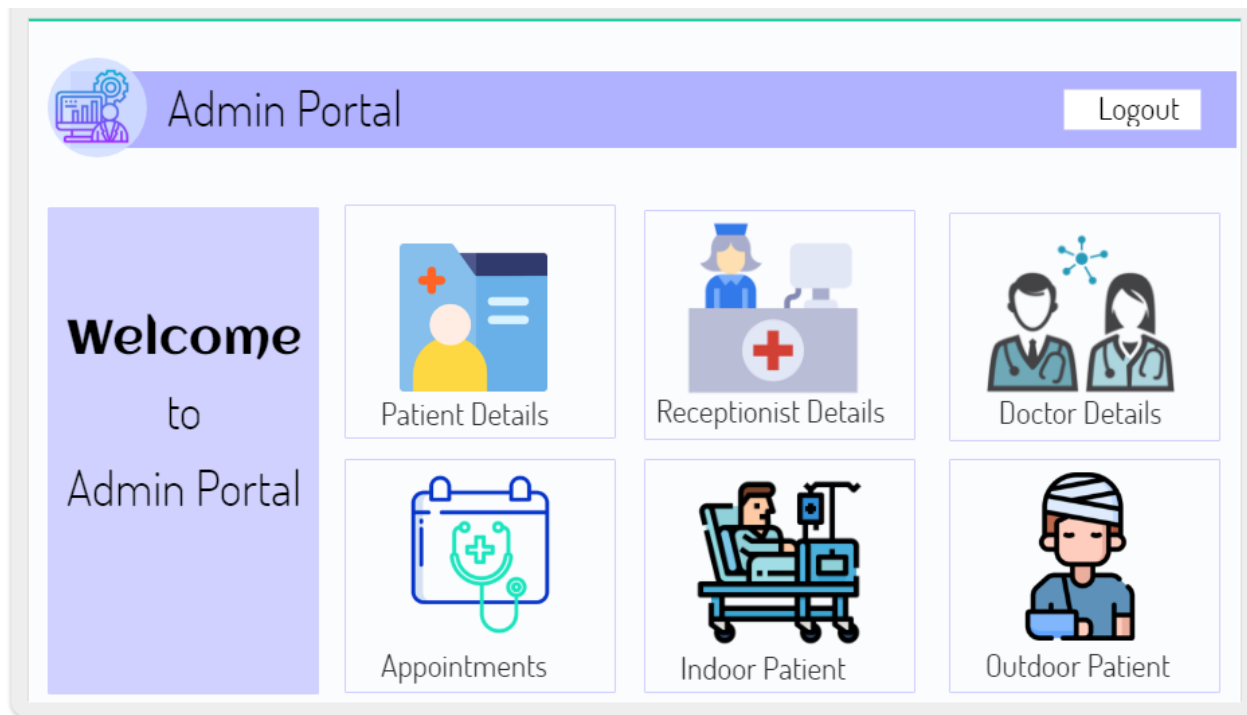 Admin Portal
Logout
Welcome
to
Admin Portal
Patient Details
Receptionist Details
Doctor Details
Appointments
Indoor Patient
Outdoor Patient